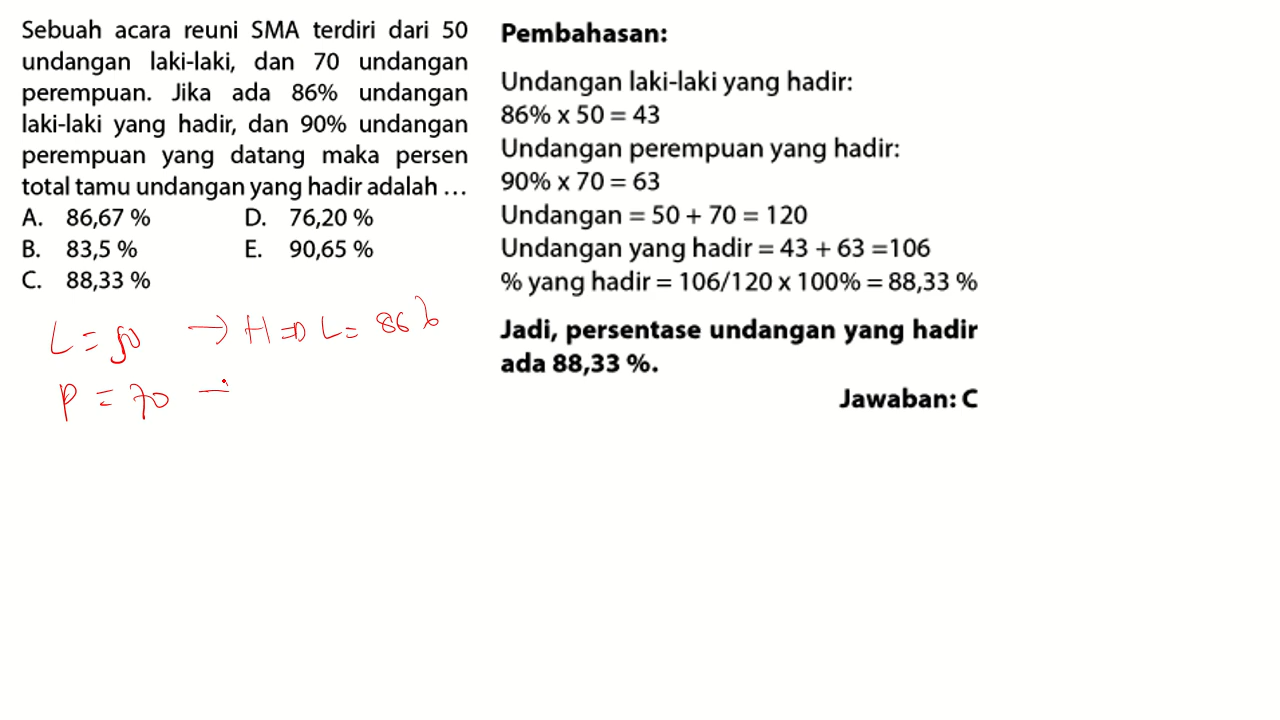 Sebuah acara reuni SMA terdiri dari 50
undangan laki-laki, dan 70 undangan
perempuan. Jika ada 86% undangan
laki-laki yang hadir, dan 90% undangan
perempuan yang datang maka persen
total tamu undangan yang hadir adalah ...
A. 86,67 % D. 76,20 %
B. 83,5 % E. 90,65 %
C. 88,33 %
L = 50 → H ⇒ L = 86%
P = 70 —
Pembahasan:
Undangan laki-laki yang hadir:
86% x 50 = 43
Undangan perempuan yang hadir:
90% x 70 = 63
Undangan = 50 + 70 = 120
Undangan yang hadir = 43 + 63 =106
% yang hadir = 106/120 x 100% = 88,33 %
Jadi, persentase undangan yang hadir
ada 88,33 %.
Jawaban: C